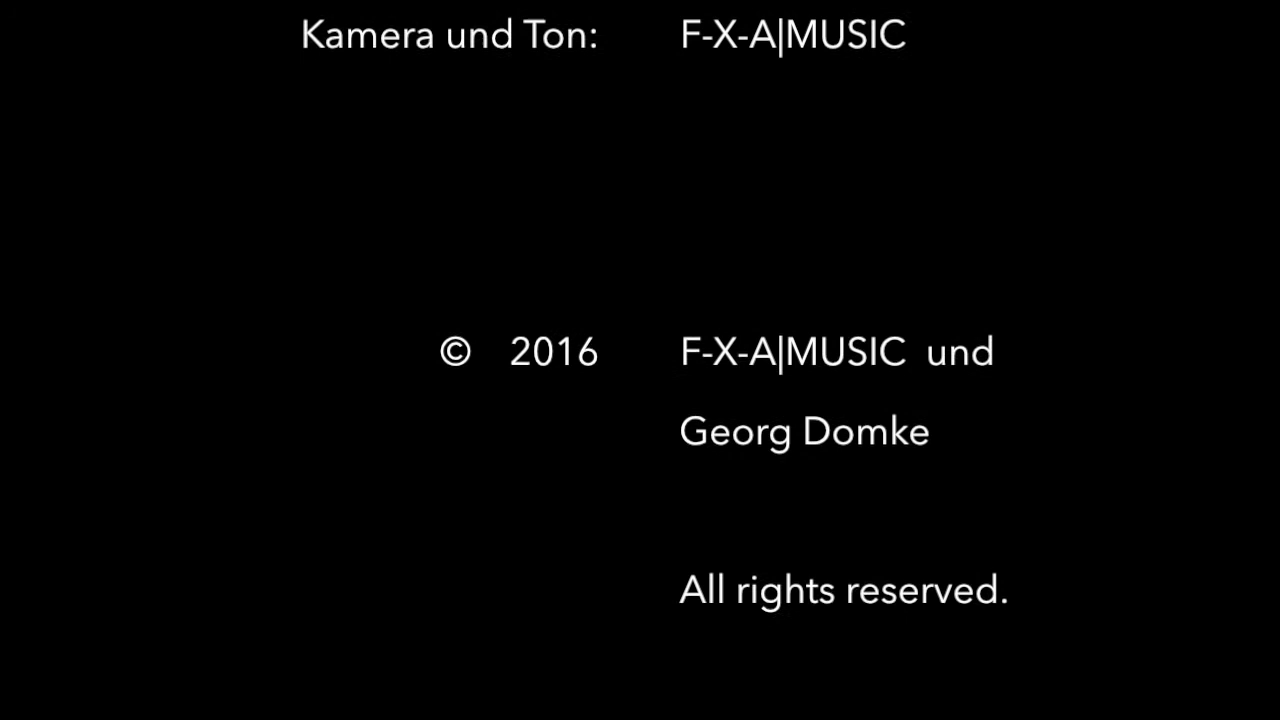 Kamera und Ton: F-X-A|MUSIC
© 2016 F-X-A|MUSIC und
Georg Domke
All rights reserved.